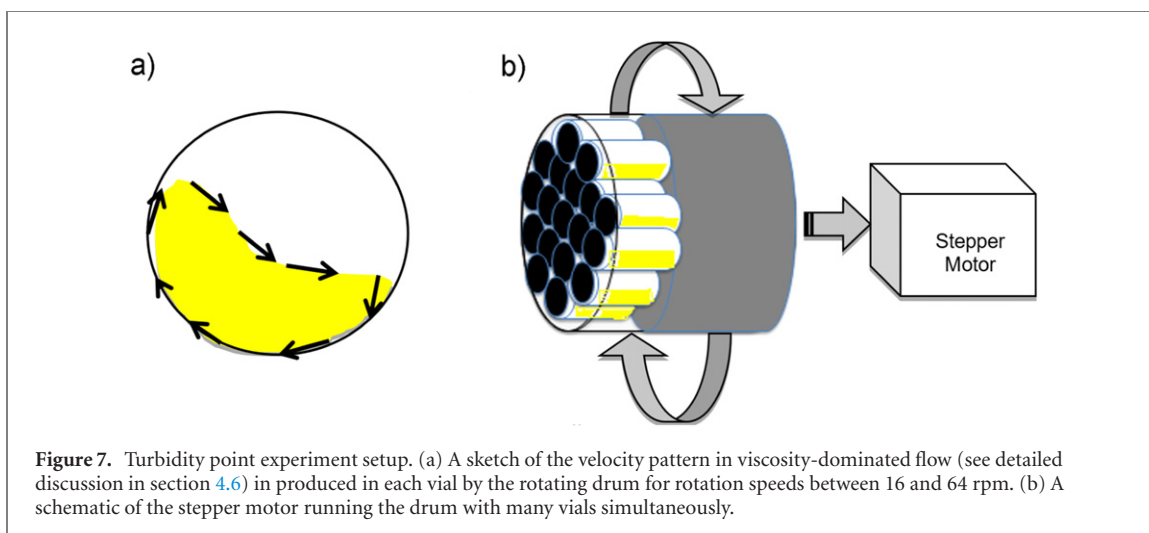 a)
b)
Stepper
Motor
Figure 7. Turbidity point experiment setup. (a) A sketch of the velocity pattern in viscosity-dominated flow (see detailed
discussion in section 4.6) in produced in each vial by the rotating drum for rotation speeds between 16 and 64 rpm. (b) A
schematic of the stepper motor running the drum with many vials simultaneously.